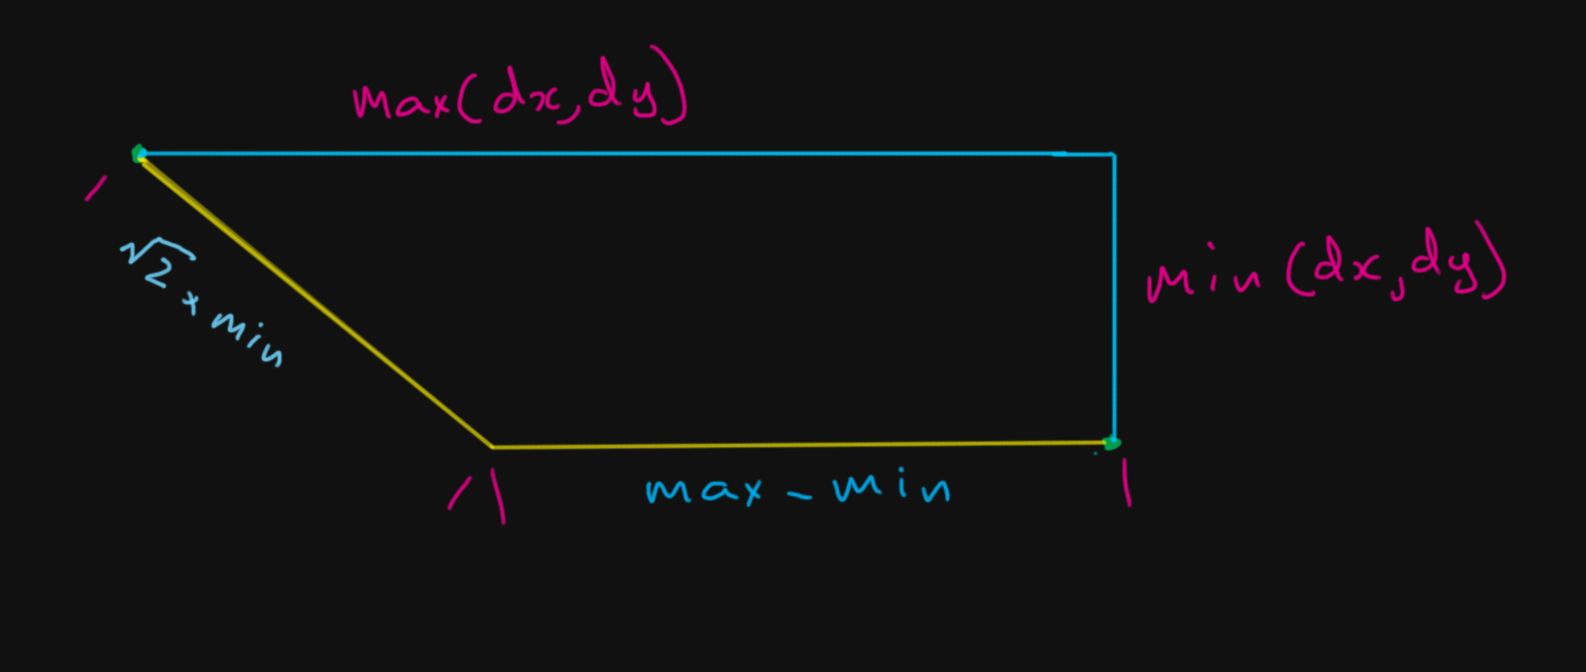 max(dx,dy)
min(dx,dy)
√2 * min
max - min